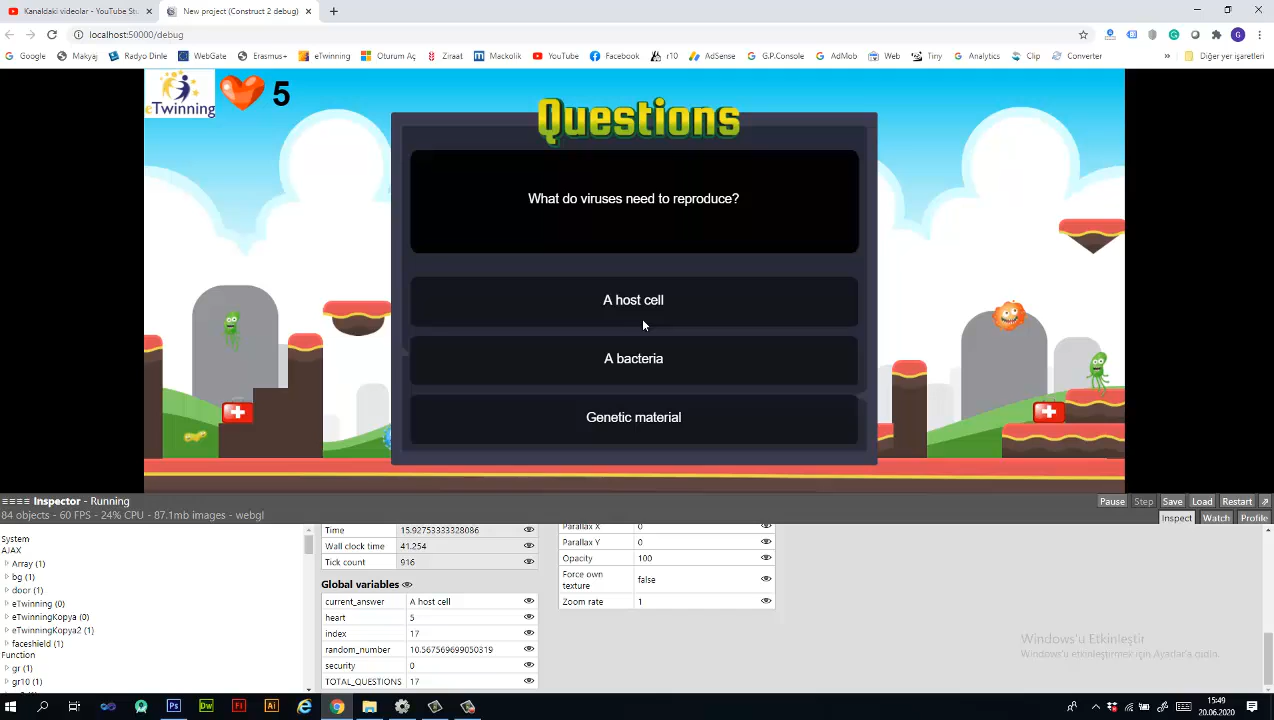 Kanaldaki videolar - YouTube Stu
New project (Construct 2 debug)
localhost:50000/debug
Google Makyaj Radyo Dinle WebGate Erasmus+ eTwinning Oturum Aç Ziraat Mackolik YouTube Facebook r10 AdSense G.P.Console AdMob Web Tiny Analytics Clip Converter Diğer yer işaretleri
eTwinning
5
Questions
What do viruses need to reproduce?
A host cell
A bacteria
Genetic material
==== Inspector - Running
84 objects - 60 FPS - 24% CPU - 87.1mb images - webgl
Pause Step Save Load Restart
Inspect Watch Profile
System
AJAX
Array (1)
bg (1)
door (1)
eTwinning (0)
eTwinningKopya (0)
eTwinningKopya2 (1)
faceshield (1)
Function
gr (1)
gr10 (1)
Time 15.92753333328086
Wall clock time 41.254
Tick count 916
Global variables
current_answer A host cell
heart 5
index 17
random_number 10.567569699050319
security 0
TOTAL_QUESTIONS 17
Parallax X 0
Parallax Y 0
Opacity 100
Force own texture false
Zoom rate 1
Windows'u Etkinleştir
Windows'u etkinleştirmek için Ayarlar'a gidin.
Ps Dw Fl Ai
15:49
20.06.2020